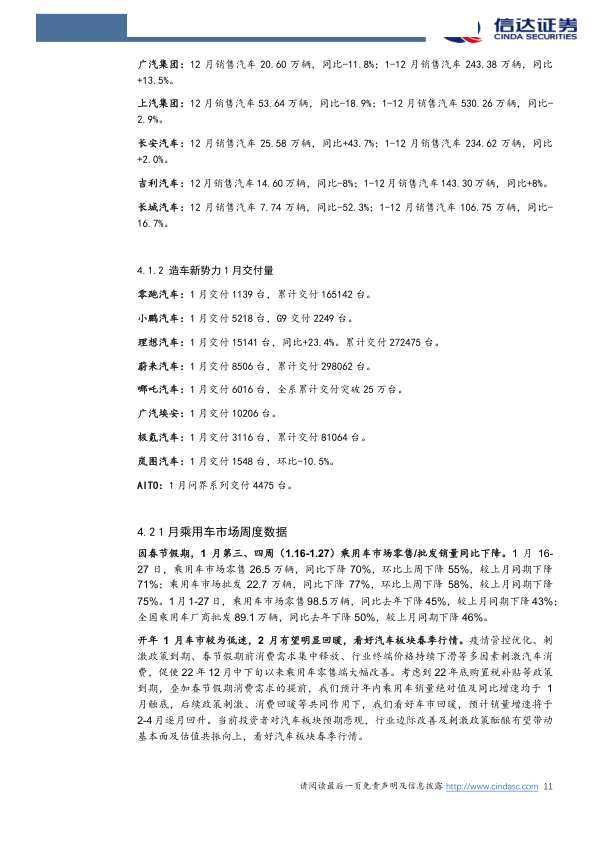 信达证券
CINDA SECURITIES
广汽集团：12 月销售汽车 20.60 万辆，同比-11.8%；1-12 月销售汽车 243.38 万辆，同比
+13.5%。
上汽集团：12 月销售汽车 53.64 万辆，同比-18.9%；1-12 月销售汽车 530.26 万辆，同比-
2.9%。
长安汽车：12 月销售汽车 25.58 万辆，同比+43.7%；1-12 月销售汽车 234.62 万辆，同比
+2.0%。
吉利汽车：12 月销售汽车 14.60 万辆，同比-8%；1-12 月销售汽车 143.30 万辆，同比+8%。
长城汽车：12 月销售汽车 7.74 万辆，同比-52.3%；1-12 月销售汽车 106.75 万辆，同比-
16.7%。
4.1.2 造车新势力 1 月交付量
零跑汽车：1 月交付 1139 台，累计交付 165142 台。
小鹏汽车：1 月交付 5218 台，G9 交付 2249 台。
理想汽车：1 月交付 15141 台，同比+23.4%。累计交付 272475 台。
蔚来汽车：1 月交付 8506 台，累计交付 298062 台。
哪吒汽车：1 月交付 6016 台，全系累计交付突破 25 万台。
广汽埃安：1 月交付 10206 台。
极氪汽车：1 月交付 3116 台，累计交付 81064 台。
岚图汽车：1 月交付 1548 台，环比-10.5%。
AITO：1 月问界系列交付 4475 台。
4.2 1 月乘用车市场周度数据
因春节假期，1 月第三、四周（1.16-1.27）乘用车市场零售/批发销量同比下降。1 月 16-
27 日，乘用车市场零售 26.5 万辆，同比下降 70%，环比上周下降 55%，较上月同期下降
71%；乘用车市场批发 22.7 万辆，同比下降 77%，环比上周下降 58%，较上月同期下降
75%。1 月 1-27 日，乘用车市场零售 98.5 万辆，同比去年下降 45%，较上月同期下降 43%；
全国乘用车厂商批发 89.1 万辆，同比去年下降 50%，较上月同期下降 46%。
开年 1 月车市较为低迷，2 月有望明显回暖，看好汽车板块春季行情。疫情管控优化、刺
激政策到期、春节假期前消费需求集中释放、行业终端价格持续下滑等多因素刺激汽车消
费，促使 22 年 12 月中下旬以来乘用车零售端大幅改善。考虑到 22 年底购置税补贴等政策
到期，叠加春节假期消费需求的提前，我们预计年内乘用车销量绝对值及同比增速均于 1
月触底，后续政策刺激、消费回暖等共同作用下，我们看好车市回暖，预计销量增速将于
2-4 月逐月回升。当前投资者对汽车板块预期悲观，行业边际改善及刺激政策酝酿有望带动
基本面及估值共振向上，看好汽车板块春季行情。
请阅读最后一页免责声明及信息披露 http://www.cindasc.com 11